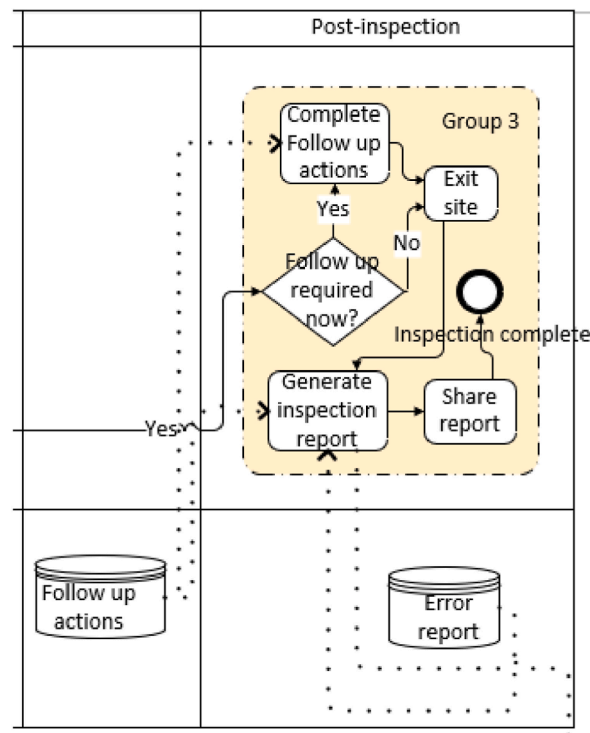 Post-inspection
Group 3
Complete
Follow up
actions
Exit
site
Yes
No
Follow up
required
now?
Inspection complete
Generate
inspection
report
Share
report
Yes
Follow up
actions
Error
report